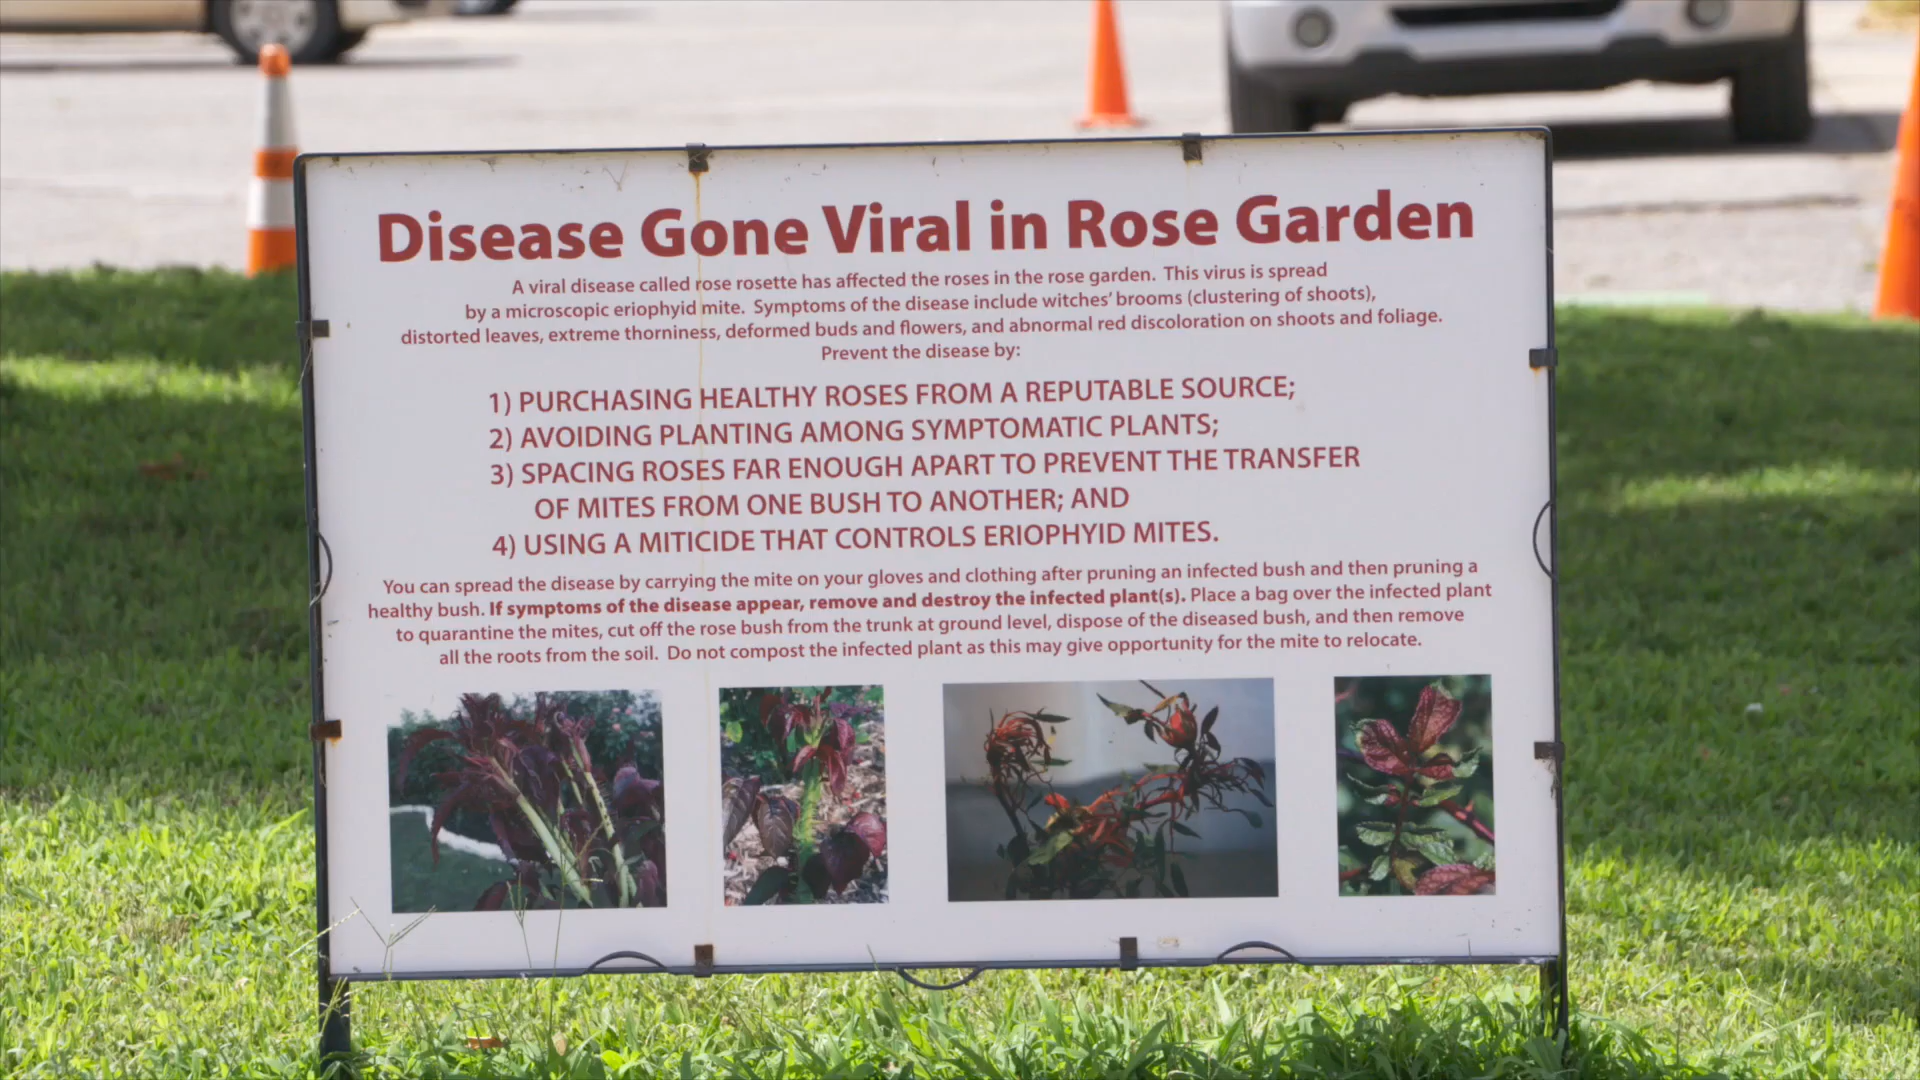 Disease Gone Viral in Rose Garden
A viral disease called rose rosette has affected the roses in the rose garden. This virus is spread
by a microscopic eriophyid mite. Symptoms of the disease include witches' brooms (clustering of shoots),
distorted leaves, extreme thorniness, deformed buds and flowers, and abnormal red discoloration on shoots and foliage.
Prevent the disease by:
1) PURCHASING HEALTHY ROSES FROM A REPUTABLE SOURCE;
2) AVOIDING PLANTING AMONG SYMPTOMATIC PLANTS;
3) SPACING ROSES FAR ENOUGH APART TO PREVENT THE TRANSFER
OF MITES FROM ONE BUSH TO ANOTHER; AND
4) USING A MITICIDE THAT CONTROLS ERIOPHYID MITES.
You can spread the disease by carrying the mite on your gloves and clothing after pruning an infected bush and then pruning a
healthy bush. If symptoms of the disease appear, remove and destroy the infected plant(s). Place a bag over the infected plant
to quarantine the mites, cut off the rose bush from the trunk at ground level, dispose of the diseased bush, and then remove
all the roots from the soil. Do not compost the infected plant as this may give opportunity for the mite to relocate.